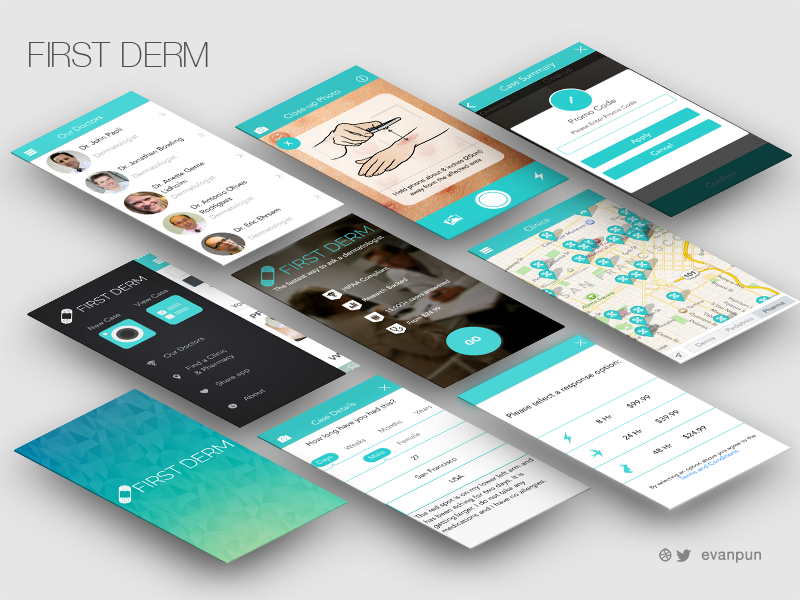 FIRST DERM
Our Doctors
Dr. John Paoli
Dermatologist
Dr. Jonathan Bowling
Dermatologist
Dr. Anette Gente
Lidholm
Dermatologist
Dr. Antonio Olives
Rodriguez
Dermatologist
Dr. Eric Ehrsam
Dermatologist
Close-up Photo
Hold phone about 8 inches (20cm)
away from the affected area
Case Summary
Promo Code
Please Enter Promo Code
Apply
Cancel
Confirm
FIRST DERM
New Case
View Case
Our Doctors
Find a Clinic
& Pharmacy
Share app
About
FIRST DERM
The fastest way to ask a dermatologist
HIPAA Compliant
Research Backed
From $24.99
GO
Clinics
SAN FRANC
101
Derms
Pediatrics
Pharma
FIRST DERM
Case Details
How long have you had this?
Days
Weeks
Months
Years
Male
Female
27
San Francisco
USA
The red spot is on my lower left arm and
has been itching for two days. It is
getting larger. I do not take any
medications and I have no allergies.
Please select a response option:
8 Hr
$99.99
24 Hr
$39.99
48 Hr
$24.99
By selecting an option above you agree to the
Terms and Conditions
evanpun